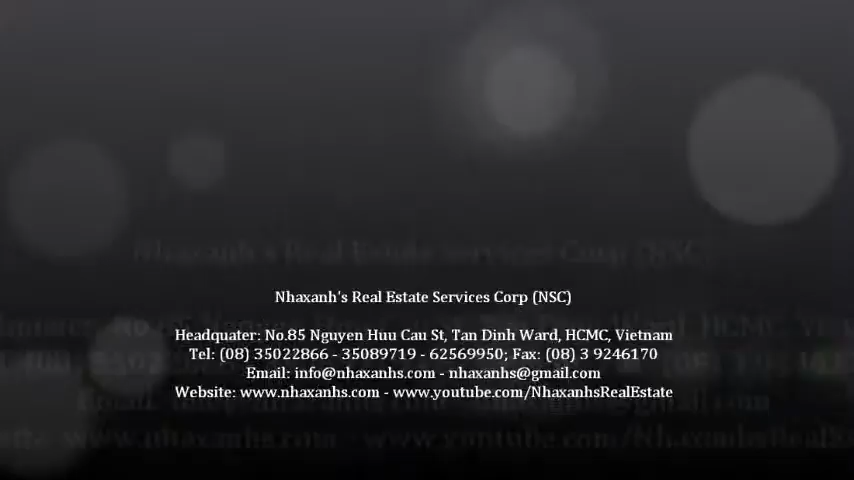 Nhaxanh's Real Estate Services Corp (NSC)
Headquater: No.85 Nguyen Huu Cau St, Tan Dinh Ward, HCMC, Vietnam
Tel: (08) 35022866 - 35089719 - 62569950; Fax: (08) 3 9246170
Email: info@nhaxanhs.com - nhaxanhs@gmail.com
Website: www.nhaxanhs.com - www.youtube.com/NhaxanhsRealEstate